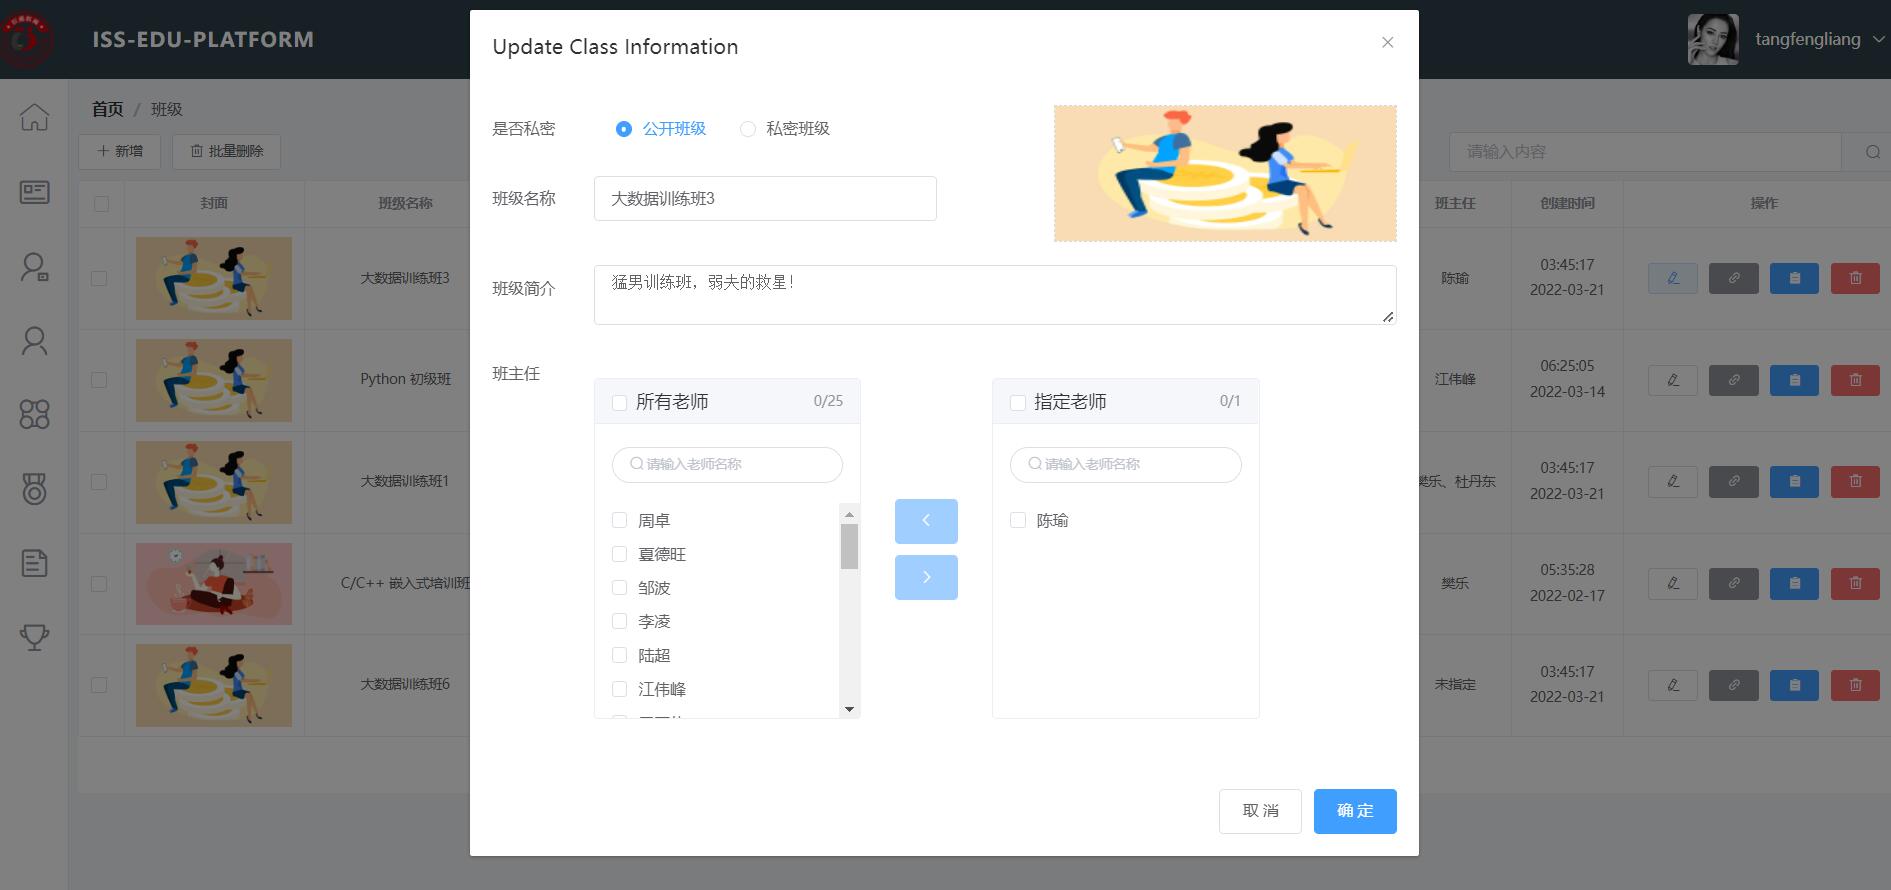 ISS-EDU-PLATFORM
tangfengliang
首页 / 班级
新增
批量删除
请输入内容
封面
班级名称
班主任
创建时间
操作
大数据训练班3
陈瑜
03:45:17
2022-03-21
Python 初级班
江伟峰
06:25:05
2022-03-14
大数据训练班1
樊乐、杜丹东
03:45:17
2022-03-21
C/C++ 嵌入式培训班
樊乐
05:35:28
2022-02-17
大数据训练班6
未指定
03:45:17
2022-03-21
Update Class Information
是否私密
公开班级
私密班级
班级名称
大数据训练班3
班级简介
猛男训练班，弱夫的救星！
班主任
所有老师 0/25
请输入老师名称
周卓
夏德旺
邹波
李凌
陆超
江伟峰
指定老师 0/1
请输入老师名称
陈瑜
取 消
确 定